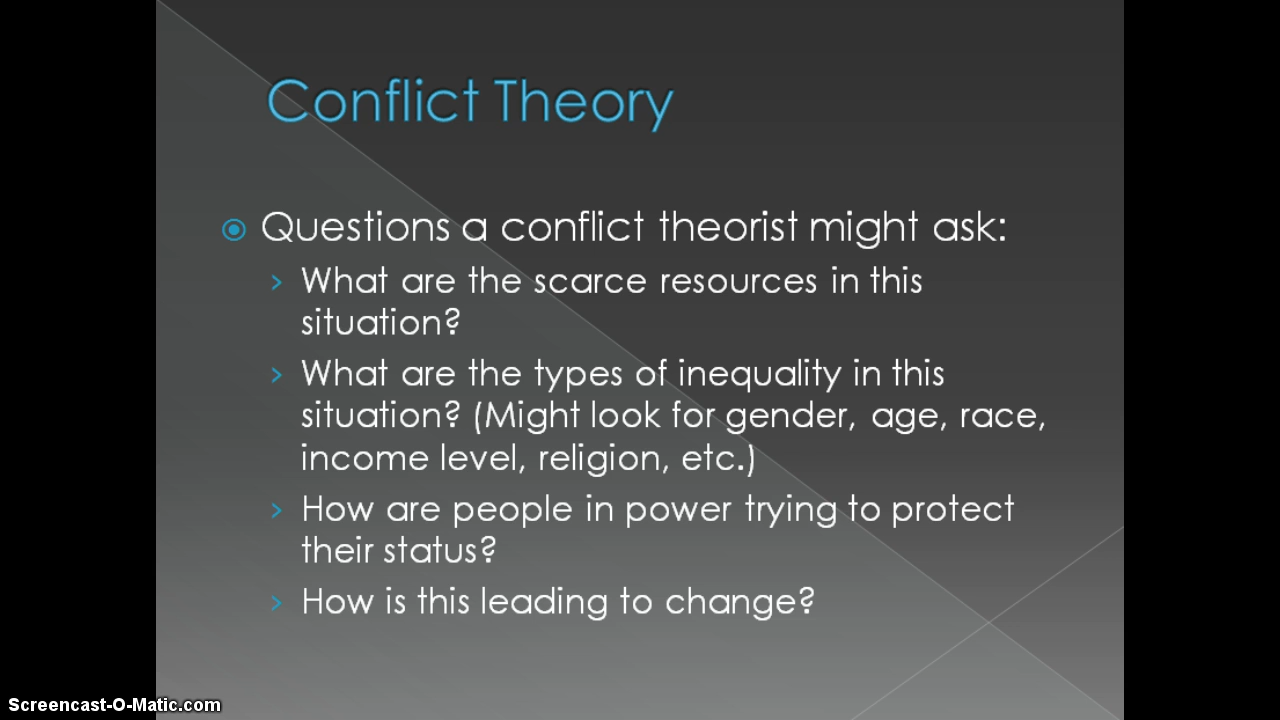 Conflict Theory
Questions a conflict theorist might ask:
What are the scarce resources in this
situation?
What are the types of inequality in this
situation? (Might look for gender, age, race,
income level, religion, etc.)
How are people in power trying to protect
their status?
How is this leading to change?
Screencast-O-Matic.com